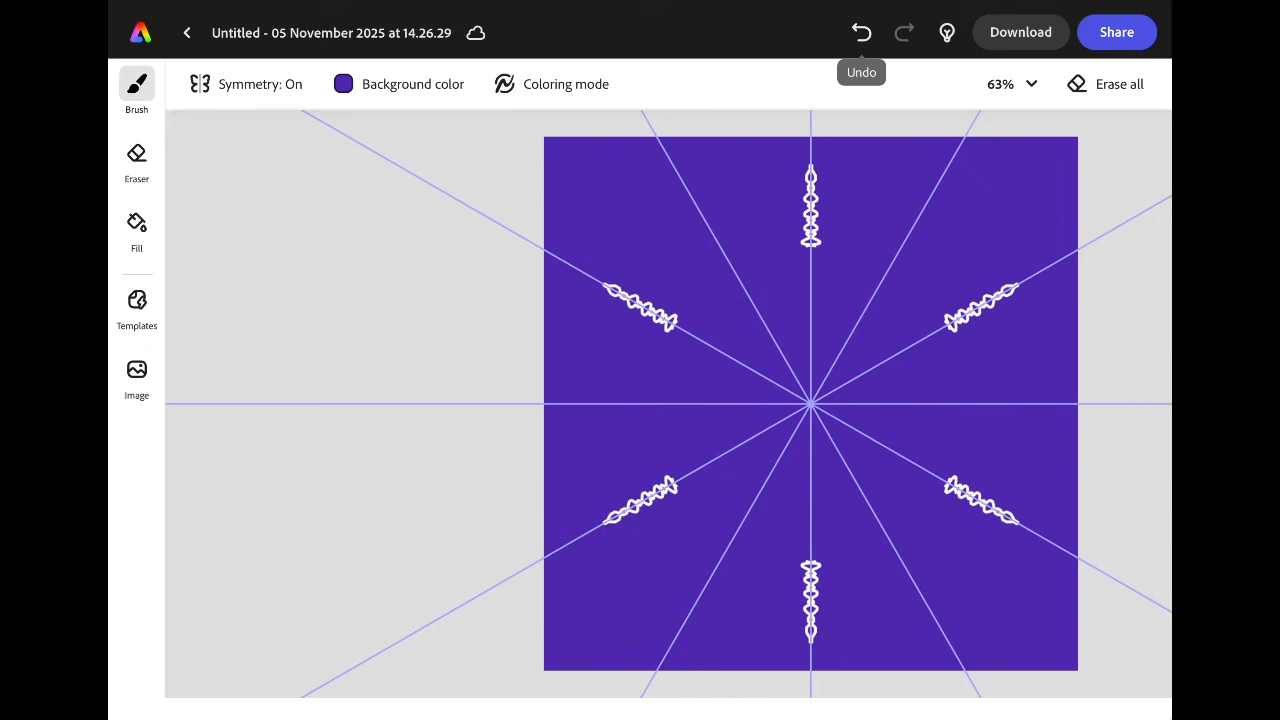 Untitled - 05 November 2025 at 14.26.29
Download
Share
Undo
Symmetry: On
Background color
Coloring mode
63%
Erase all
Brush
Eraser
Fill
Templates
Image